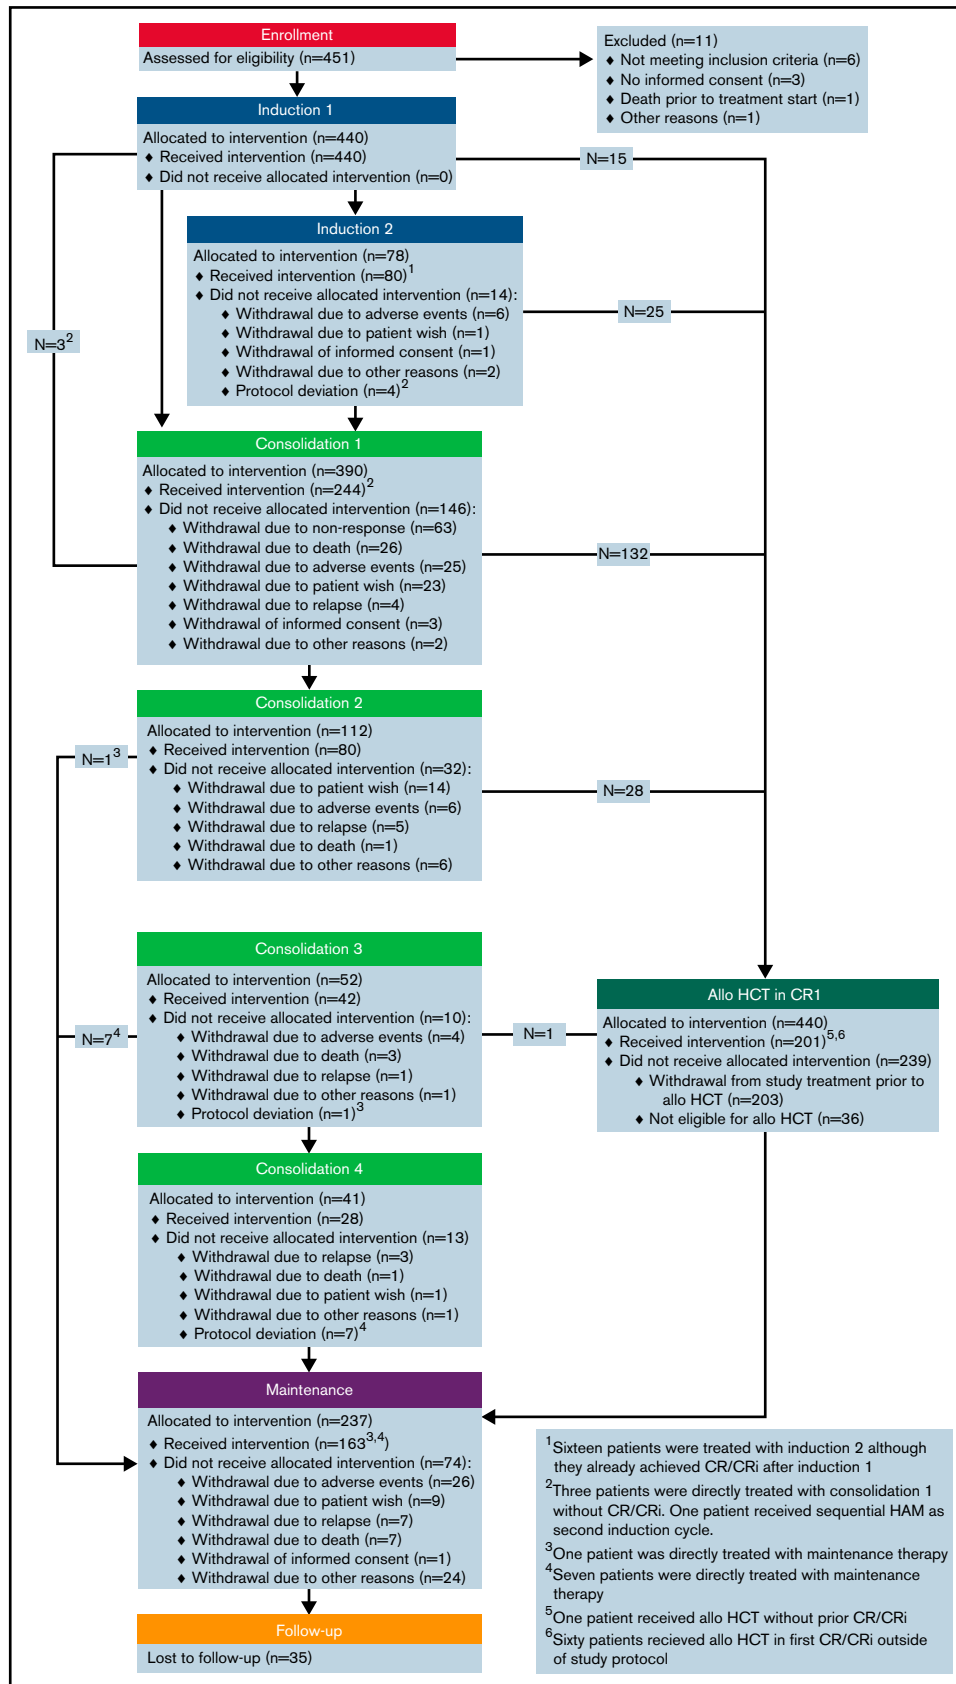 Enrollment
Assessed for eligibility (n=451)
Excluded (n=11)
♦ Not meeting inclusion criteria (n=6)
♦ No informed consent (n=3)
♦ Death prior to treatment start (n=1)
♦ Other reasons (n=1)
Induction 1
Allocated to intervention (n=440)
♦ Received intervention (n=440)
♦ Did not receive allocated intervention (n=0)
N=15
Induction 2
Allocated to intervention (n=78)
♦ Received intervention (n=80)1
♦ Did not receive allocated intervention (n=14):
♦ Withdrawal due to adverse events (n=6)
♦ Withdrawal due to patient wish (n=1)
♦ Withdrawal of informed consent (n=1)
♦ Withdrawal due to other reasons (n=2)
♦ Protocol deviation (n=4)2
N=25
N=32
Consolidation 1
Allocated to intervention (n=390)
♦ Received intervention (n=244)2
♦ Did not receive allocated intervention (n=146):
♦ Withdrawal due to non-response (n=63)
♦ Withdrawal due to death (n=26)
♦ Withdrawal due to adverse events (n=25)
♦ Withdrawal due to patient wish (n=23)
♦ Withdrawal due to relapse (n=4)
♦ Withdrawal of informed consent (n=3)
♦ Withdrawal due to other reasons (n=2)
N=132
Consolidation 2
Allocated to intervention (n=112)
♦ Received intervention (n=80)
♦ Did not receive allocated intervention (n=32):
♦ Withdrawal due to patient wish (n=14)
♦ Withdrawal due to adverse events (n=6)
♦ Withdrawal due to relapse (n=5)
♦ Withdrawal due to death (n=1)
♦ Withdrawal due to other reasons (n=6)
N=13
N=28
Consolidation 3
Allocated to intervention (n=52)
♦ Received intervention (n=42)
♦ Did not receive allocated intervention (n=10):
♦ Withdrawal due to adverse events (n=4)
♦ Withdrawal due to death (n=3)
♦ Withdrawal due to relapse (n=1)
♦ Withdrawal due to other reasons (n=1)
♦ Protocol deviation (n=1)3
N=74
N=1
Allo HCT in CR1
Allocated to intervention (n=440)
♦ Received intervention (n=201)5,6
♦ Did not receive allocated intervention (n=239)
♦ Withdrawal from study treatment prior to
allo HCT (n=203)
♦ Not eligible for allo HCT (n=36)
Consolidation 4
Allocated to intervention (n=41)
♦ Received intervention (n=28)
♦ Did not receive allocated intervention (n=13)
♦ Withdrawal due to relapse (n=3)
♦ Withdrawal due to death (n=1)
♦ Withdrawal due to patient wish (n=1)
♦ Withdrawal due to other reasons (n=1)
♦ Protocol deviation (n=7)4
Maintenance
Allocated to intervention (n=237)
♦ Received intervention (n=1633,4)
♦ Did not receive allocated intervention (n=74):
♦ Withdrawal due to adverse events (n=26)
♦ Withdrawal due to patient wish (n=9)
♦ Withdrawal due to relapse (n=7)
♦ Withdrawal due to death (n=7)
♦ Withdrawal of informed consent (n=1)
♦ Withdrawal due to other reasons (n=24)
Follow-up
Lost to follow-up (n=35)
1Sixteen patients were treated with induction 2 although
they already achieved CR/CRi after induction 1
2Three patients were directly treated with consolidation 1
without CR/CRi. One patient received sequential HAM as
second induction cycle.
3One patient was directly treated with maintenance therapy
4Seven patients were directly treated with maintenance
therapy
5One patient received allo HCT without prior CR/CRi
6Sixty patients recieved allo HCT in first CR/CRi outside
of study protocol